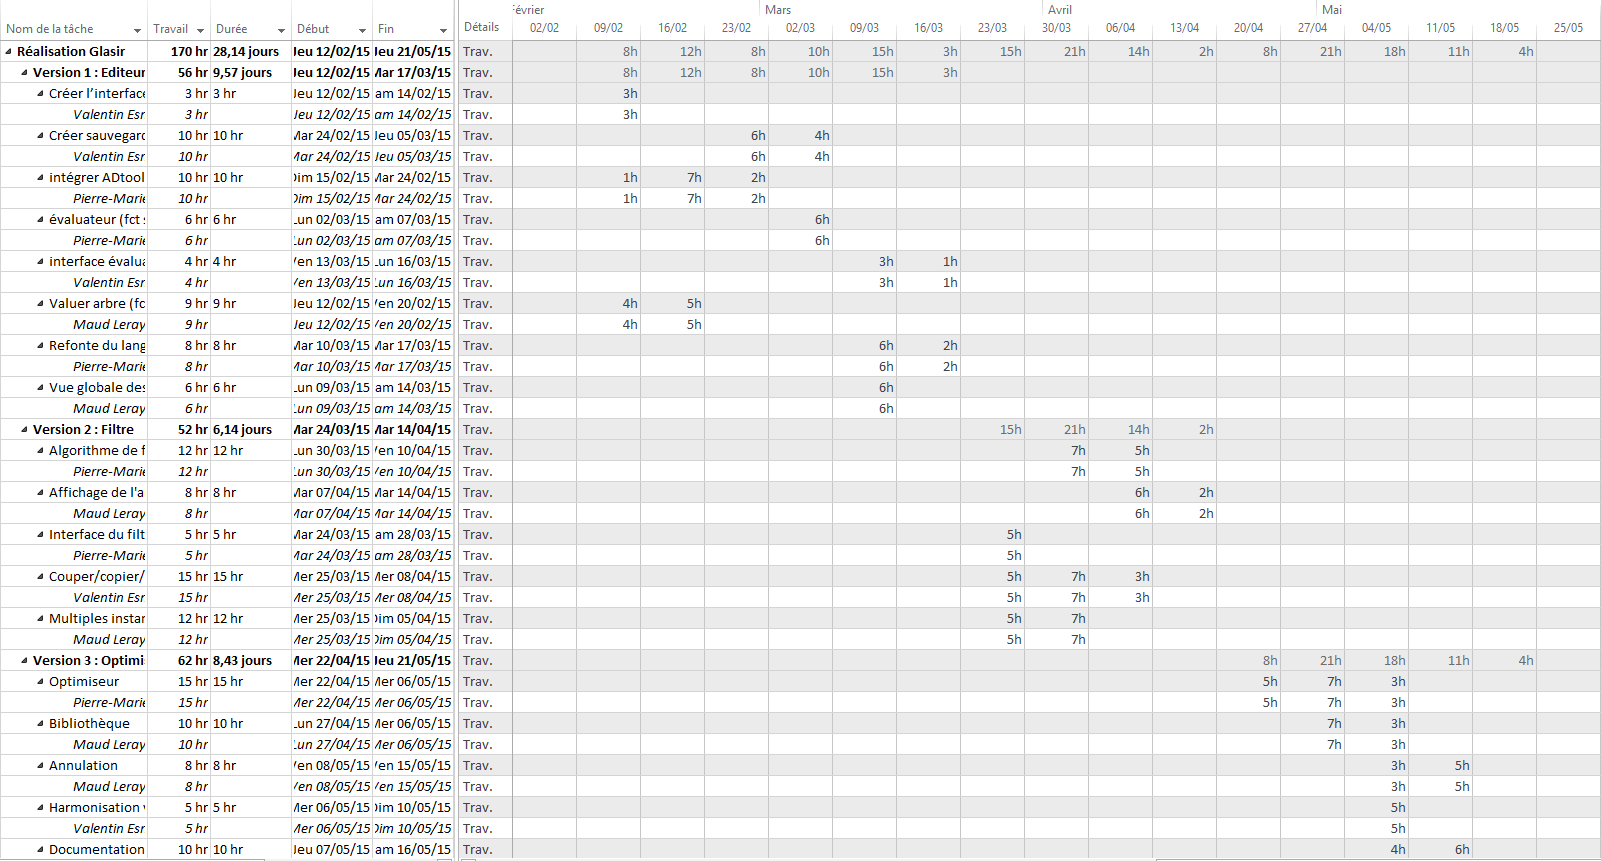 Février Mars Avril Mai
Nom de la tâche Travail Durée Début Fin Détails 02/02 09/02 16/02 23/02 02/03 09/03 16/03 23/03 30/03 06/04 13/04 20/04 27/04 04/05 11/05 18/05 25/05
Réalisation Glasir 170 hr 28,14 jours Jeu 12/02/15 Jeu 21/05/15 Trav. 8h 12h 8h 10h 15h 3h 15h 21h 14h 2h 8h 21h 18h 11h 4h
Version 1 : Editeur 56 hr 9,57 jours Jeu 12/02/15 Mar 17/03/15 Trav. 8h 12h 8h 10h 15h 3h
Créer l'interface 3 hr 3 hr Jeu 12/02/15 am 14/02/15 Trav. 3h
Valentin Esr 3 hr Jeu 12/02/15 am 14/02/15 Trav. 3h
Créer sauvegarc 10 hr 10 hr Mar 24/02/15 Jeu 05/03/15 Trav. 6h 4h
Valentin Esr 10 hr Mar 24/02/15 Jeu 05/03/15 Trav. 6h 4h
intégrer ADtool 10 hr 10 hr Dim 15/02/15 Mar 24/02/15 Trav. 1h 7h 2h
Pierre-Marie 10 hr Dim 15/02/15 Mar 24/02/15 Trav. 1h 7h 2h
évaluateur (fct s 6 hr 6 hr Lun 02/03/15 am 07/03/15 Trav. 6h
Pierre-Marie 6 hr Lun 02/03/15 am 07/03/15 Trav. 6h
interface évalua 4 hr 4 hr Ven 13/03/15 Lun 16/03/15 Trav. 3h 1h
Valentin Esr 4 hr Ven 13/03/15 Lun 16/03/15 Trav. 3h 1h
Valuer arbre (fc 9 hr 9 hr Jeu 12/02/15 Ven 20/02/15 Trav. 4h 5h
Maud Leray 9 hr Jeu 12/02/15 Ven 20/02/15 Trav. 4h 5h
Refonte du lang 8 hr 8 hr Mar 10/03/15 Mar 17/03/15 Trav. 6h 2h
Pierre-Marie 8 hr Mar 10/03/15 Mar 17/03/15 Trav. 6h 2h
Vue globale des 6 hr 6 hr Lun 09/03/15 am 14/03/15 Trav. 6h
Maud Leray 6 hr Lun 09/03/15 am 14/03/15 Trav. 6h
Version 2 : Filtre 52 hr 6,14 jours Mar 24/03/15 Mar 14/04/15 Trav. 15h 21h 14h 2h
Algorithme de f 12 hr 12 hr Lun 30/03/15 Ven 10/04/15 Trav. 7h 5h
Pierre-Marie 12 hr Lun 30/03/15 Ven 10/04/15 Trav. 7h 5h
Affichage de l'a 8 hr 8 hr Mar 07/04/15 Mar 14/04/15 Trav. 6h 2h
Maud Leray 8 hr Mar 07/04/15 Mar 14/04/15 Trav. 6h 2h
Interface du filt 5 hr 5 hr Mar 24/03/15 am 28/03/15 Trav. 5h
Pierre-Marie 5 hr Mar 24/03/15 am 28/03/15 Trav. 5h
Couper/copier/ 15 hr 15 hr Mer 25/03/15 Mer 08/04/15 Trav. 5h 7h 3h
Valentin Esr 15 hr Mer 25/03/15 Mer 08/04/15 Trav. 5h 7h 3h
Multiples instar 12 hr 12 hr Mer 25/03/15 Dim 05/04/15 Trav. 5h 7h
Maud Leray 12 hr Mer 25/03/15 Dim 05/04/15 Trav. 5h 7h
Version 3 : Optimi 62 hr 8,43 jours Mer 22/04/15 Jeu 21/05/15 Trav. 8h 21h 18h 11h 4h
Optimiseur 15 hr 15 hr Mer 22/04/15 Mer 06/05/15 Trav. 5h 7h 3h
Pierre-Marie 15 hr Mer 22/04/15 Mer 06/05/15 Trav. 5h 7h 3h
Bibliothèque 10 hr 10 hr Lun 27/04/15 Mer 06/05/15 Trav. 7h 3h
Maud Leray 10 hr Lun 27/04/15 Mer 06/05/15 Trav. 7h 3h
Annulation 8 hr 8 hr Ven 08/05/15 Ven 15/05/15 Trav. 3h 5h
Maud Leray 8 hr Ven 08/05/15 Ven 15/05/15 Trav. 3h 5h
Harmonisation v 5 hr 5 hr Mer 06/05/15 Dim 10/05/15 Trav. 5h
Valentin Esr 5 hr Mer 06/05/15 Dim 10/05/15 Trav. 5h
Documentation 10 hr 10 hr Jeu 07/05/15 am 16/05/15 Trav. 4h 6h